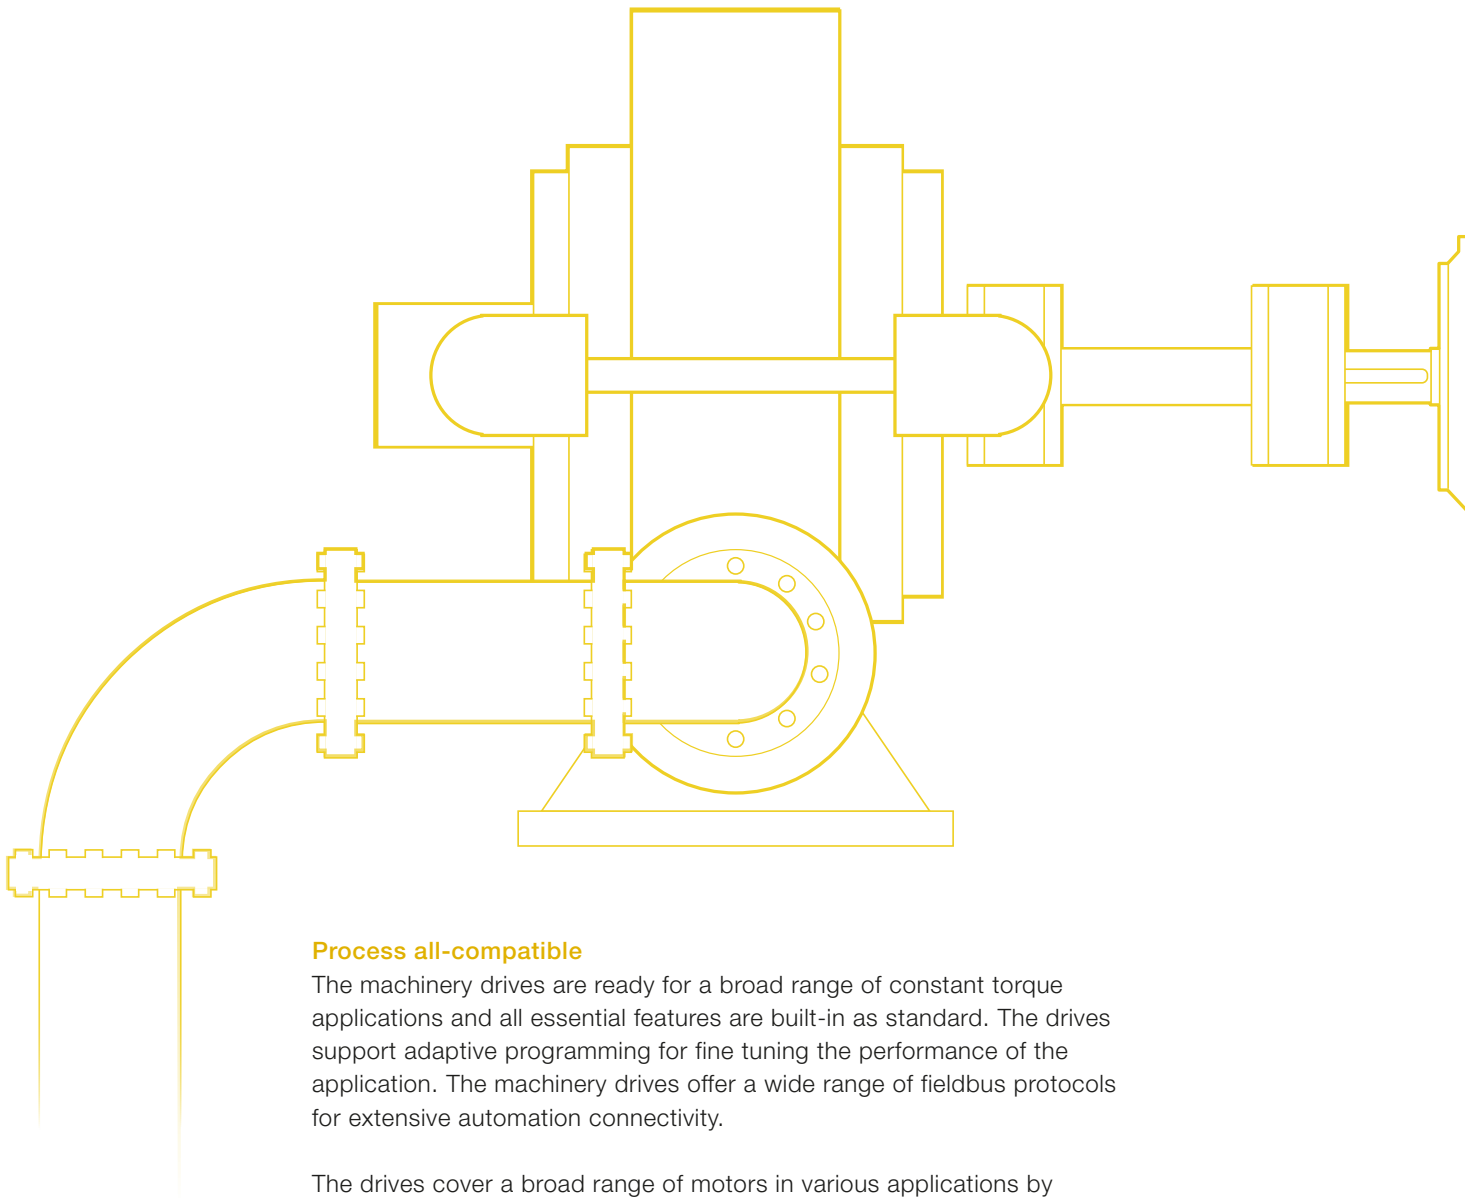 Process all-compatible
The machinery drives are ready for a broad range of constant torque
applications and all essential features are built-in as standard. The drives
support adaptive programming for fine tuning the performance of the
application. The machinery drives offer a wide range of fieldbus protocols
for extensive automation connectivity.
The drives cover a broad range of motors in various applications by